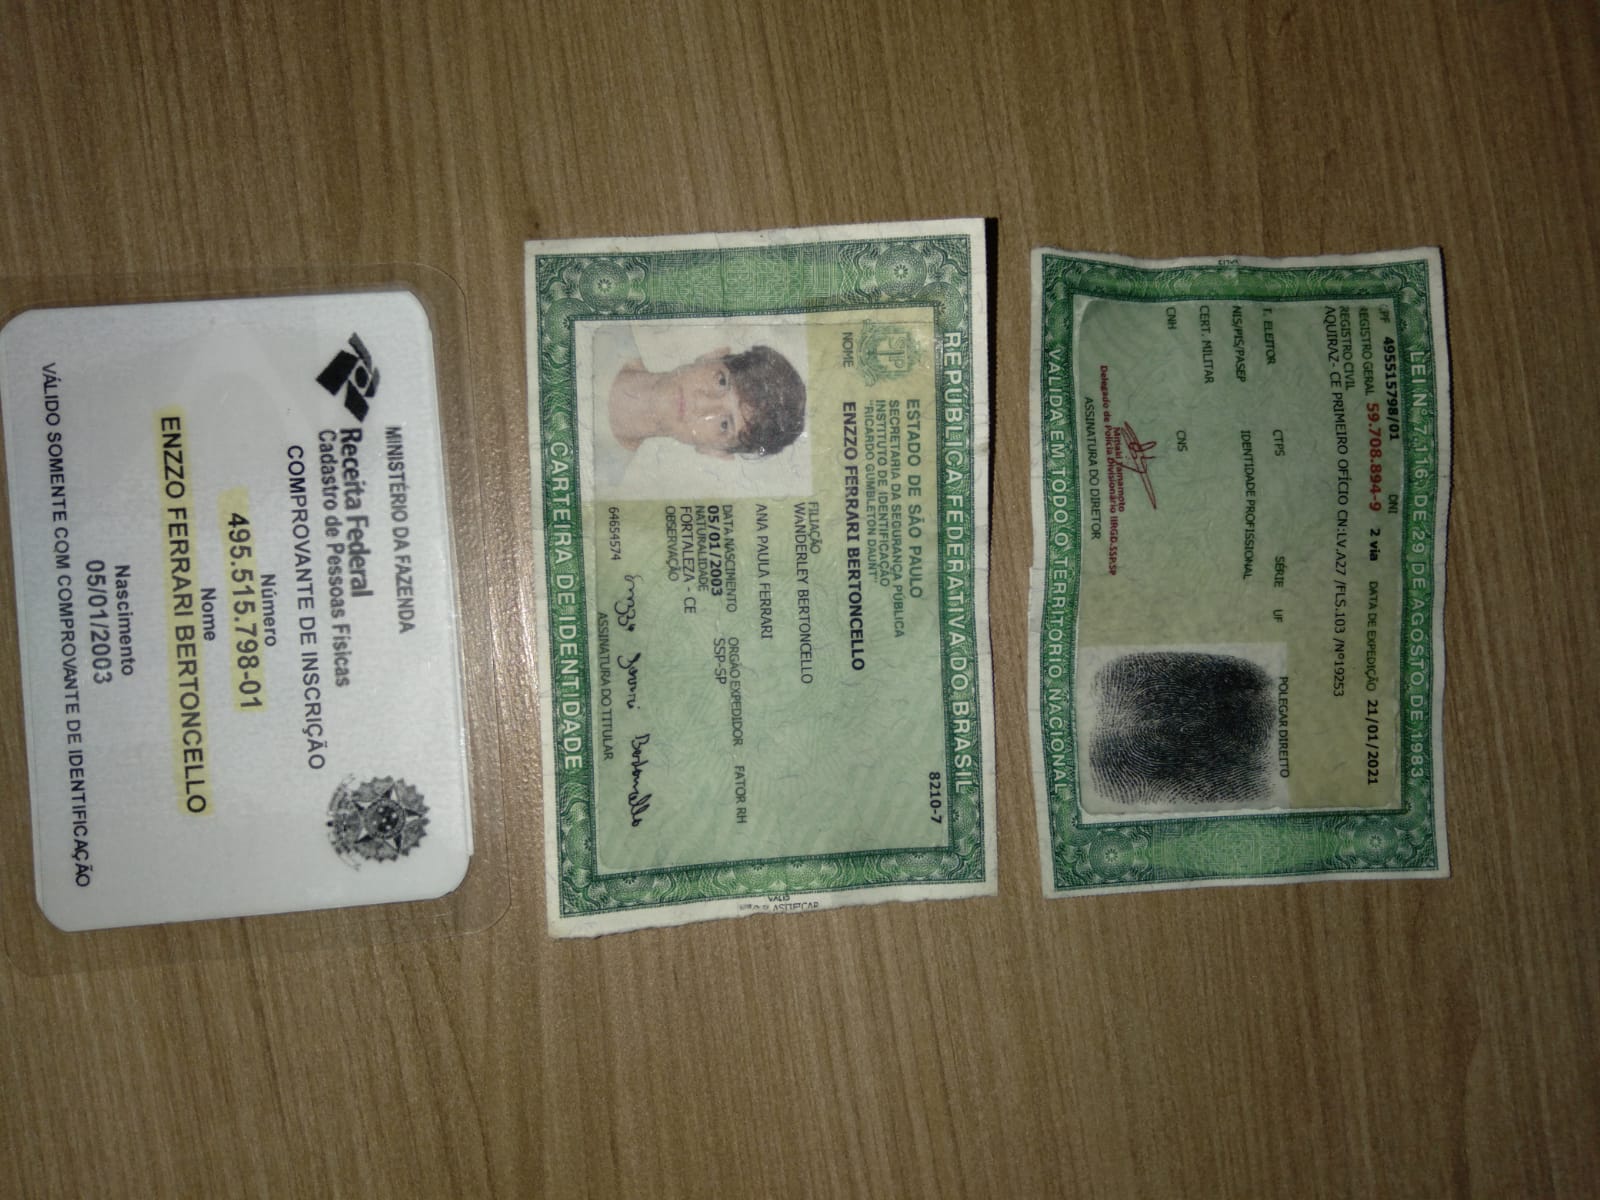 MINISTÉRIO DA FAZENDA
Receita Federal
Cadastro de Pessoas Físicas
COMPROVANTE DE INSCRIÇÃO
Número
495.515.798-01
Nome
ENZZO FERRARI BERTONCELLO
Nascimento
05/01/2003
VÁLIDO SOMENTE COM COMPROVANTE DE IDENTIFICAÇÃO
REPÚBLICA FEDERATIVA DO BRASIL
8210-7
ESTADO DE SÃO PAULO
SECRETARIA DA SEGURANÇA PÚBLICA
INSTITUTO DE IDENTIFICAÇÃO
"RICARDO GUMBLETON DAUNT"
NOME
ENZZO FERRARI BERTONCELLO
FILIAÇÃO
WANDERLEY BERTONCELLO
ANA PAULA FERRARI
DATA NASCIMENTO ORGÃO EXPEDIDOR FATOR RH
05/01/2003 SSP-SP
NATURALIDADE
FORTALEZA - CE
OBSERVAÇÃO
64654574 Enzzo Ferrari Bertoncello
ASSINATURA DO TITULAR
CARTEIRA DE IDENTIDADE
LEI Nº 7.116, DE 29 DE AGOSTO DE 1983
CPF 495515798/01 DNI
REGISTRO GERAL 59.708.894-9 2 via DATA DE EXPEDIÇÃO 21/01/2021
REGISTRO CIVIL
AQUIRAZ - CE PRIMEIRO OFÍCIO CN:LV.A27 /FLS.103 /Nº19253
T. ELEITOR CTPS SÉRIE UF POLEGAR DIREITO
NIS/PIS/PASEP IDENTIDADE PROFISSIONAL
CERT. MILITAR
CNH CNS
Delegado de Polícia Divisionário IIRGD.SSP.SP
ASSINATURA DO DIRETOR
VÁLIDA EM TODO O TERRITÓRIO NACIONAL